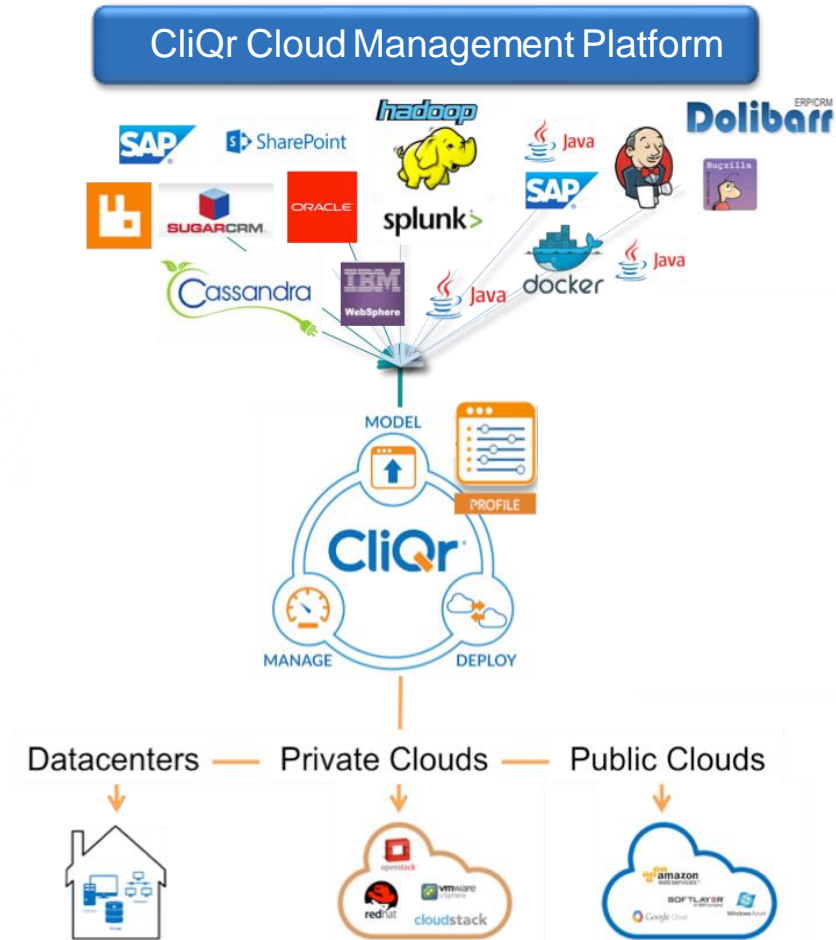 CliQr Cloud Management Platform
hadoop
ERP/CRM
Dolibarr
SAP
SharePoint
Java
Bugzilla
SUGARCRM
ORACLE
splunk>
SAP
Cassandra
IBM
WebSphere
Java
docker
Java
MODEL
PROFILE
CliQr
MANAGE
DEPLOY
Datacenters
Private Clouds
Public Clouds
openstack
redhat
vmware
vSphere
cloudstack
amazon
webservices
SOFTLAYER
Google Cloud
Windows Azure